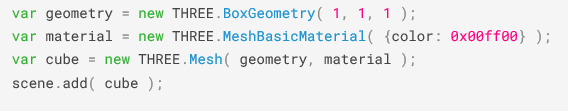 var geometry = new THREE.BoxGeometry( 1, 1, 1 );
var material = new THREE.MeshBasicMaterial( {color: 0x00ff00} );
var cube = new THREE.Mesh( geometry, material );
scene.add( cube );